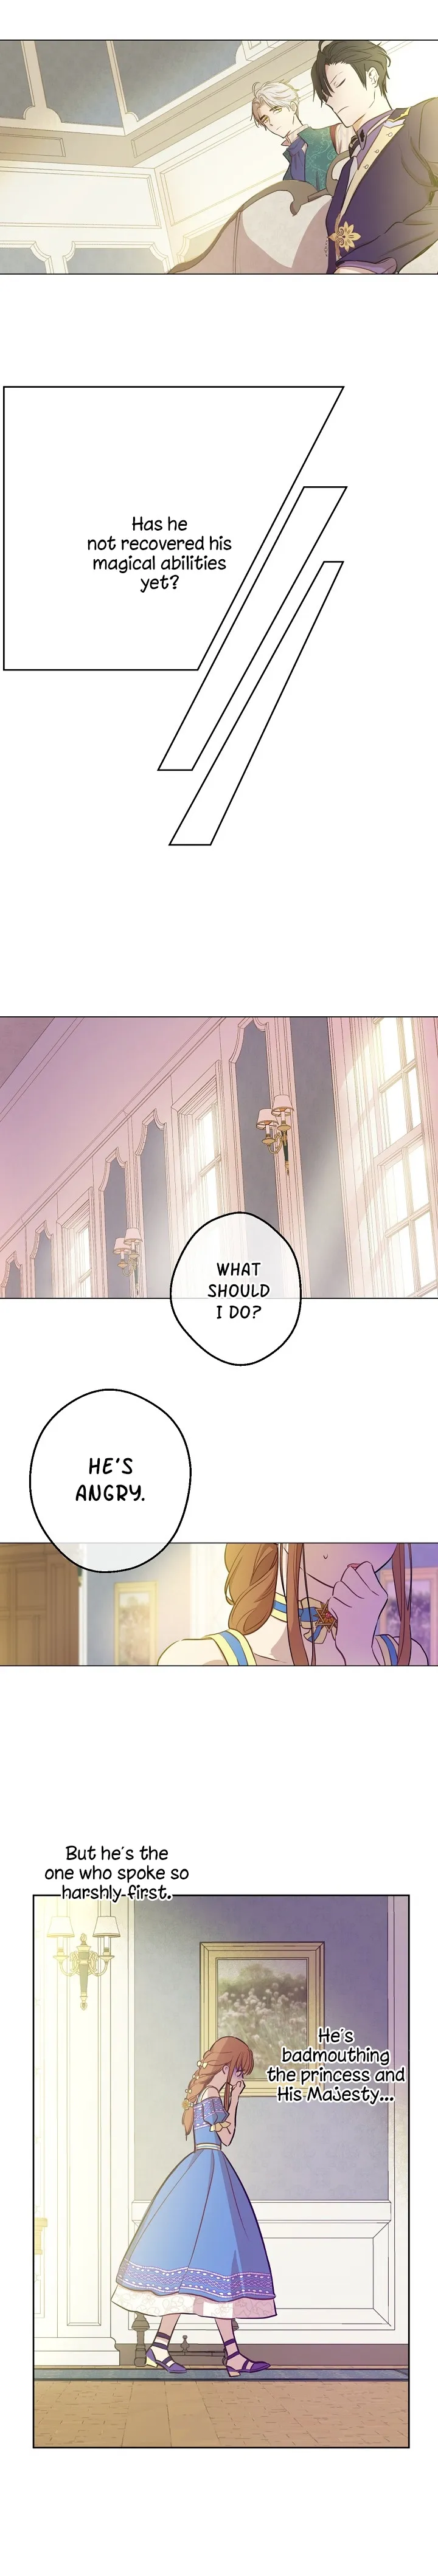 Has he
not recovered his
magical abilities
yet?
WHAT
SHOULD
I DO?
HE'S
ANGRY.
But he's the
one who spoke so
harshly first.
He's
badmouthing
the princess and
His Majesty...